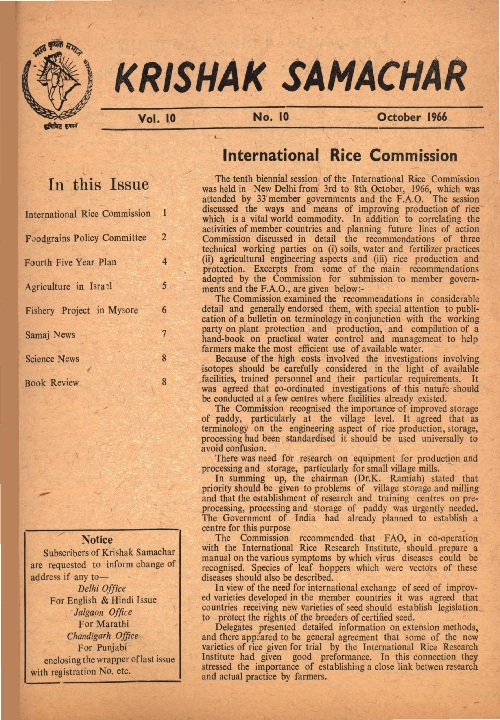 भारत कृषक समाज
KRISHAK SAMACHAR
Vol. 10 No. 10 October 1966
In this Issue
International Rice Commission 1
Foodgrains Policy Committee 2
Fourth Five Year Plan 4
Agriculture in Israel 5
Fishery Project in Mysore 6
Samaj News 7
Science News 8
Book Review 8
Notice
Subscribers of Krishak Samachar
are requested to inform change of
address if any to—
Delhi Office
For English & Hindi Issue
Jalgaon Office
For Marathi
Chandigarh Office
For Punjabi
enclosing the wrapper of last issue
with registration No. etc.
International Rice Commission
The tenth biennial session of the International Rice Commission
was held in New Delhi from 3rd to 8th October, 1966, which was
attended by 33 member governments and the F.A.O. The session
discussed the ways and means of improving production of rice
which is a vital world commodity. In addition to correlating the
activities of member countries and planning future lines of action
Commission discussed in detail the recommendations of three
technical working parties on (i) soils, water and fertilizer practices
(ii) agricultural engineering aspects and (iii) rice production and
protection. Excerpts from some of the main recommendations
adopted by the Commission for submission to member govern-
ments and the F.A.O., are given below:-
The Commission examined the recommendations in considerable
detail and generally endorsed them, with special attention to publi-
cation of a bulletin on terminology in conjunction with the working
party on plant protection and production, and compilation of a
hand-book on practical water control and management to help
farmers make the most efficient use of available water.
Because of the high costs involved the investigations involving
isotopes should be carefully considered in the light of available
facilities, trained personnel and their particular requirements. It
was agreed that co-ordinated investigations of this nature should
be conducted at a few centres where facilities already existed.
The Commission recognised the importance of improved storage
of paddy, particularly at the village level. It agreed that as
terminology on the engineering aspect of rice production, storage,
processing had been standardised it should be used universally to
avoid confusion.
There was need for research on equipment for production and
processing and storage, particularly for small village mills.
In summing up, the chairman (Dr.K. Ramiah) stated that
priority should be given to problems of village storage and milling
and that the establishment of research and training centres on pre-
processing, processing and storage of paddy was urgently needed.
The Government of India had already planned to establish a
centre for this purpose
The Commission recommended that FAO, in co-operation
with the International Rice Research Institute, should prepare a
manual on the various symptoms by which virus diseases could be
recognised. Species of leaf hoppers which were vectors of these
diseases should also be described.
In view of the need for international exchange of seed of improv-
ed varieties developed in the member countries it was agreed that
countries receiving new varieties of seed should establish legislation
to protect the rights of the breeders of certified seed.
Delegates presented detailed information on extension methods,
and there appeared to be general agreement that some of the new
varieties of rice given for trial by the International Rice Research
Institute had given good preformance. In this connection they
stressed the importance of establishing a close link betwen research
and actual practice by farmers.